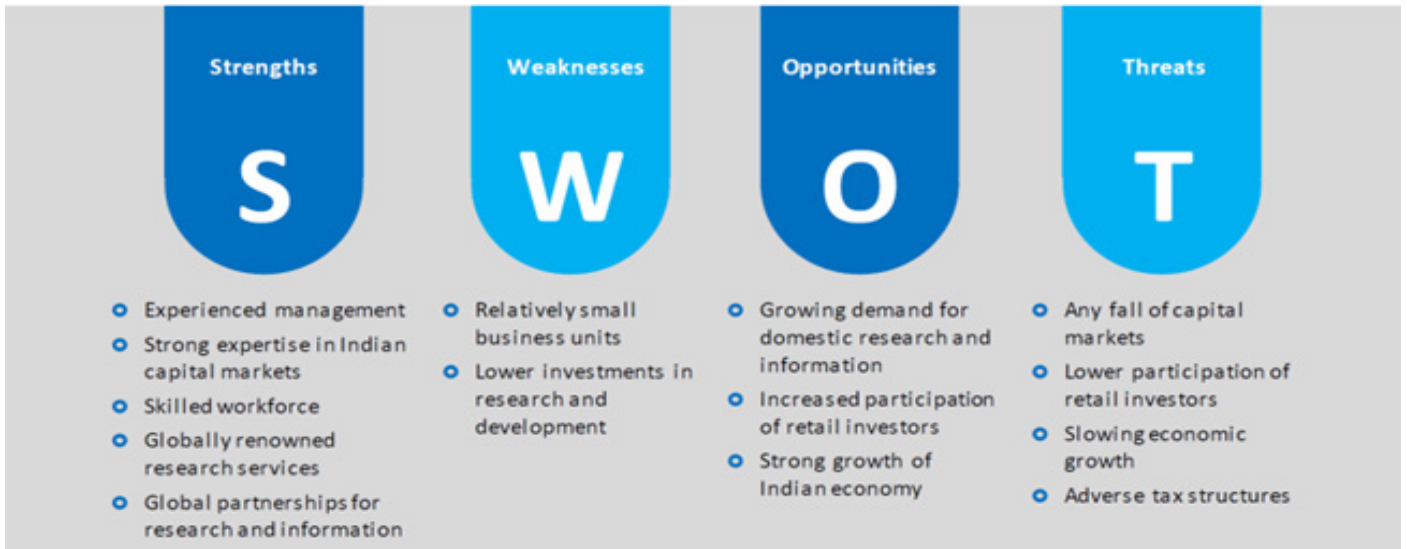 Strengths
S
Experienced management
Strong expertise in Indian
capital markets
Skilled workforce
Globally renowned
research services
Global partnerships for
research and information
Weaknesses
W
Relatively small
business units
Lower investments in
research and
development
Opportunities
O
Growing demand for
domestic research and
information
Increased participation
of retail investors
Strong growth of
Indian economy
Threats
T
Any fall of capital
markets
Lower participation of
retail investors
Slowing economic
growth
Adverse tax structures